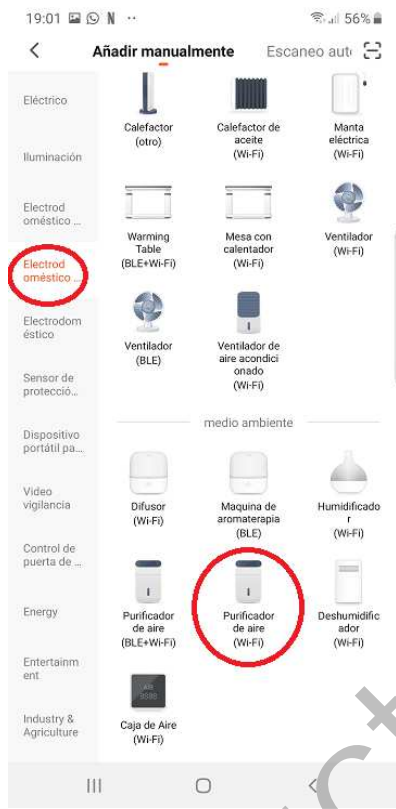 19:01 N 56%
Añadir manualmente Escaneo aut
Eléctrico
Iluminación
Electrod
oméstico ...
Electrod
oméstico ...
Electrodom
éstico
Sensor de
protecció...
Dispositivo
portátil pa...
Video
vigilancia
Control de
puerta de ...
Energy
Entertainm
ent
Industry &
Agriculture
Calefactor
(otro)
Calefactor de
aceite
(Wi-Fi)
Manta
eléctrica
(Wi-Fi)
Warming
Table
(BLE+Wi-Fi)
Mesa con
calentador
(Wi-Fi)
Ventilador
(Wi-Fi)
Ventilador
(BLE)
Ventilador de
aire acondici
onado
(Wi-Fi)
medio ambiente
Difusor
(Wi-Fi)
Maquina de
aromaterapia
(BLE)
Humidificado
r
(Wi-Fi)
Purificador
de aire
(BLE+Wi-Fi)
Purificador
de aire
(Wi-Fi)
Deshumidific
ador
(Wi-Fi)
Caja de Aire
(Wi-Fi)